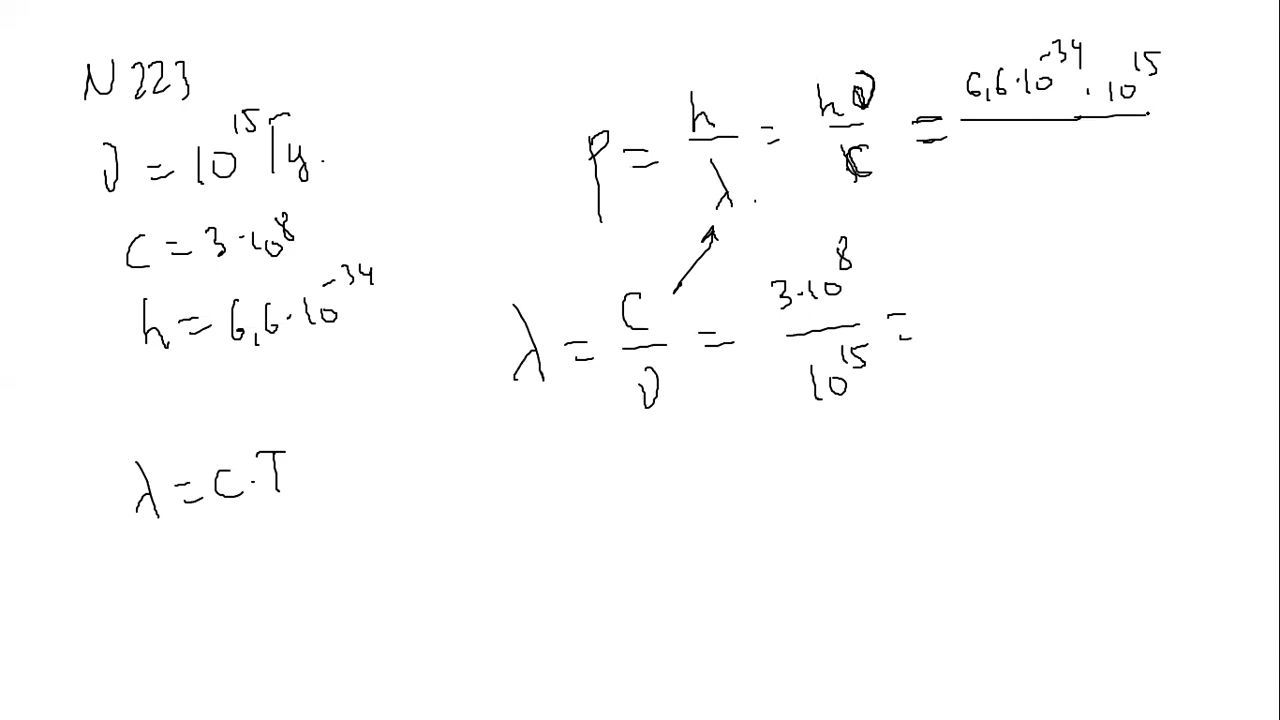 N 223
ν = 10^15 Гц.
c = 3·10^8
h = 6,6·10^-34
λ = c·T
p = h/λ = hν/c = 6,6·10^-34 · 10^15
λ = c/ν = 3·10^8/10^15 =